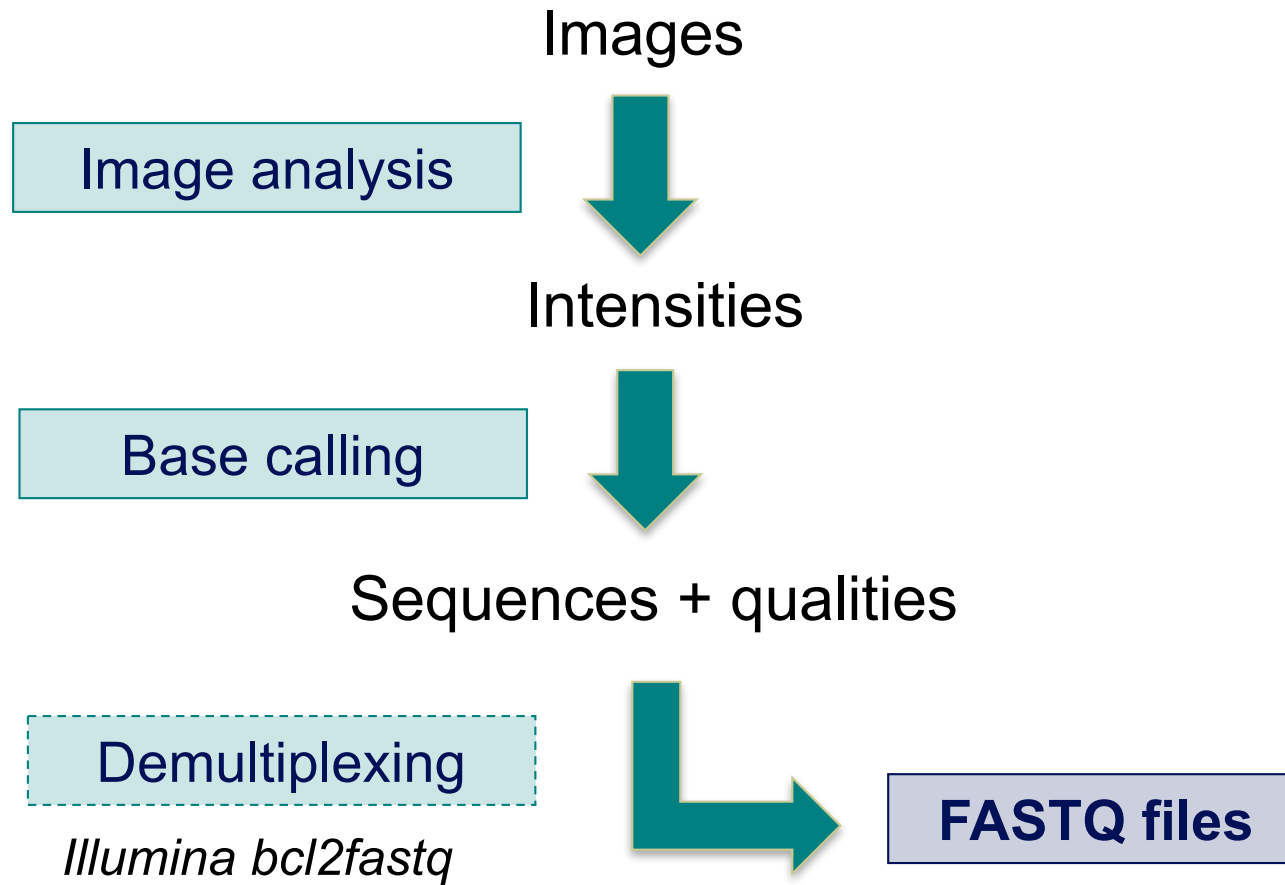 Images
Image analysis
Intensities
Base calling
Sequences + qualities
Demultiplexing
FASTQ files
Illumina bcl2fastq